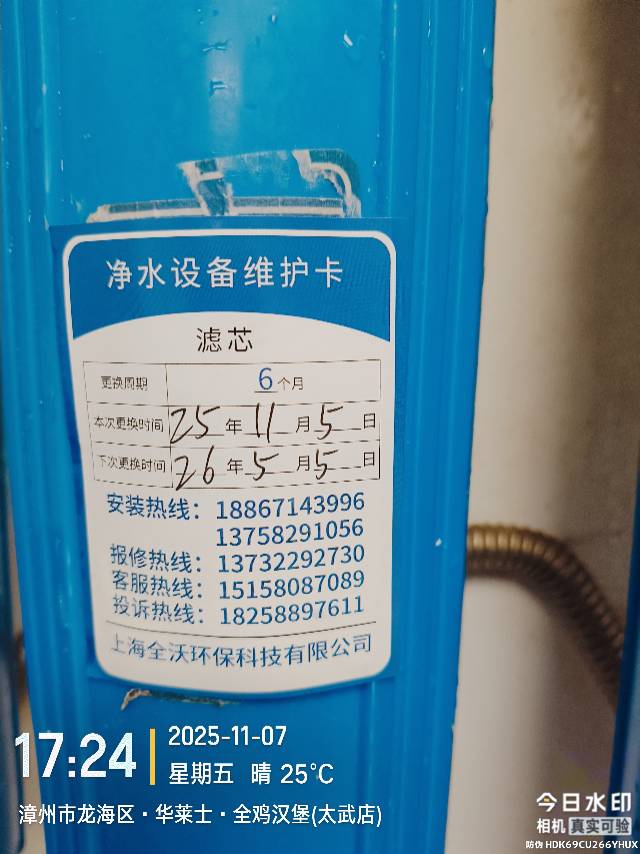 净水设备维护卡
滤芯
更换周期 6个月
本次更换时间 25年11月5日
下次更换时间 26年5月5日
安装热线：18867143996
13758291056
报修热线：13732292730
客服热线：15158087089
投诉热线：18258897611
上海全沃环保科技有限公司
17:24
2025-11-07
星期五 晴 25℃
漳州市龙海区·华莱士·全鸡汉堡(太武店)
今日水印
相机 真实可验
防伪 HDK69CU266YHUX